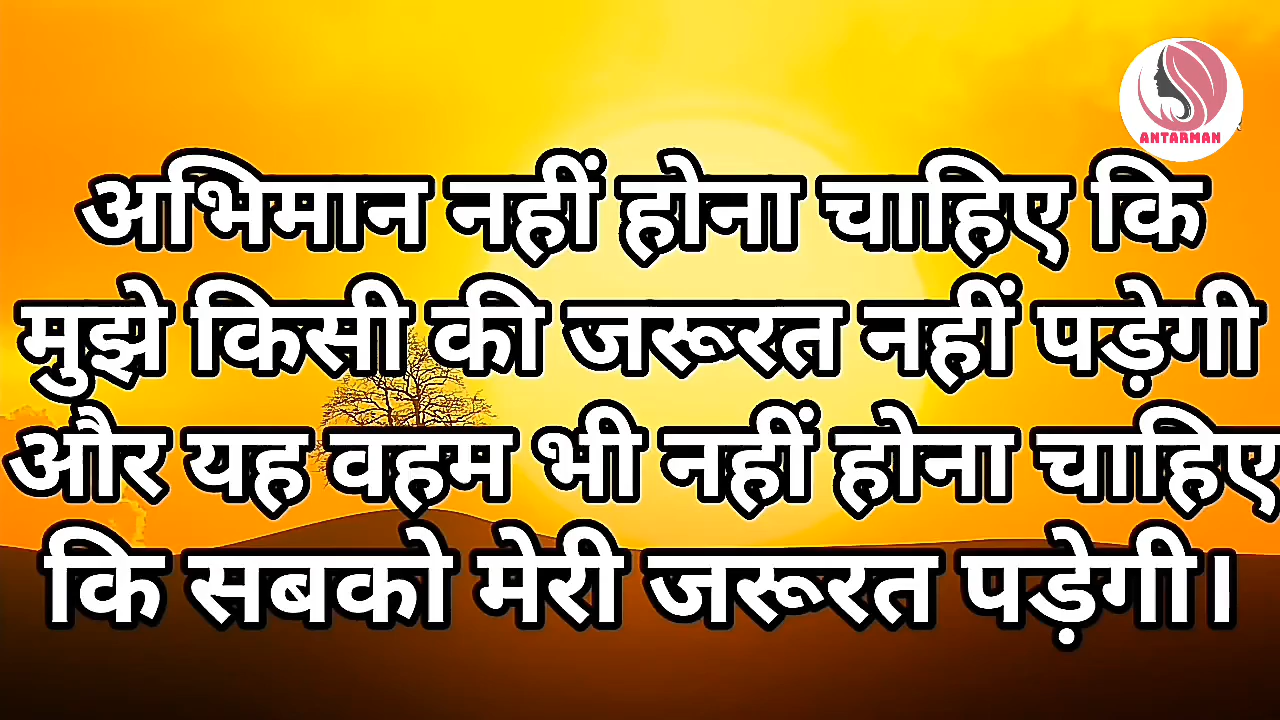 ANTARMAN
अभिमान नहीं होना चाहिए कि
मुझे किसी की जरूरत नहीं पड़ेगी
और यह वहम भी नहीं होना चाहिए
कि सबको मेरी जरूरत पड़ेगी।